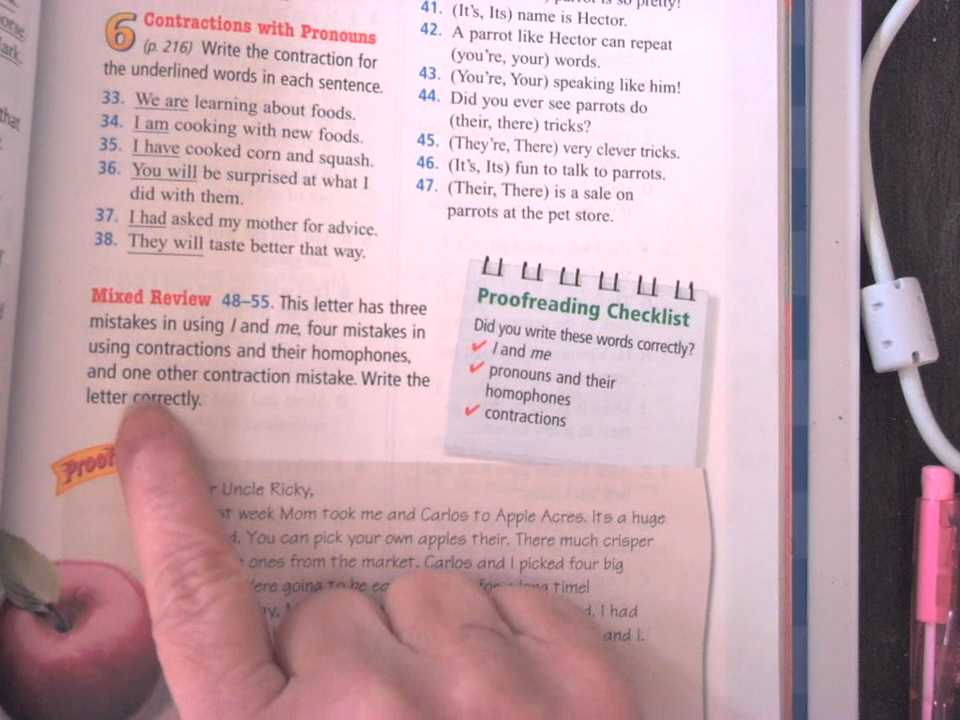 6 Contractions with Pronouns
(p. 216) Write the contraction for
the underlined words in each sentence.
33. We are learning about foods.
34. I am cooking with new foods.
35. I have cooked corn and squash.
36. You will be surprised at what I
did with them.
37. I had asked my mother for advice.
38. They will taste better that way.
Mixed Review 48–55. This letter has three
mistakes in using I and me, four mistakes in
using contractions and their homophones,
and one other contraction mistake. Write the
letter correctly.
is so pretty!
41. (It's, Its) name is Hector.
42. A parrot like Hector can repeat
(you're, your) words.
43. (You're, Your) speaking like him!
44. Did you ever see parrots do
(their, there) tricks?
45. (They're, There) very clever tricks.
46. (It's, Its) fun to talk to parrots.
47. (Their, There) is a sale on
parrots at the pet store.
Proofreading Checklist
Did you write these words correctly?
✓ I and me
✓ pronouns and their
homophones
✓ contractions
Proof
Uncle Ricky,
week Mom took me and Carlos to Apple Acres. Its a huge
You can pick your own apples their. There much crisper
ones from the market. Carlos and I picked four big
going to be for a long time!
I had
and I.